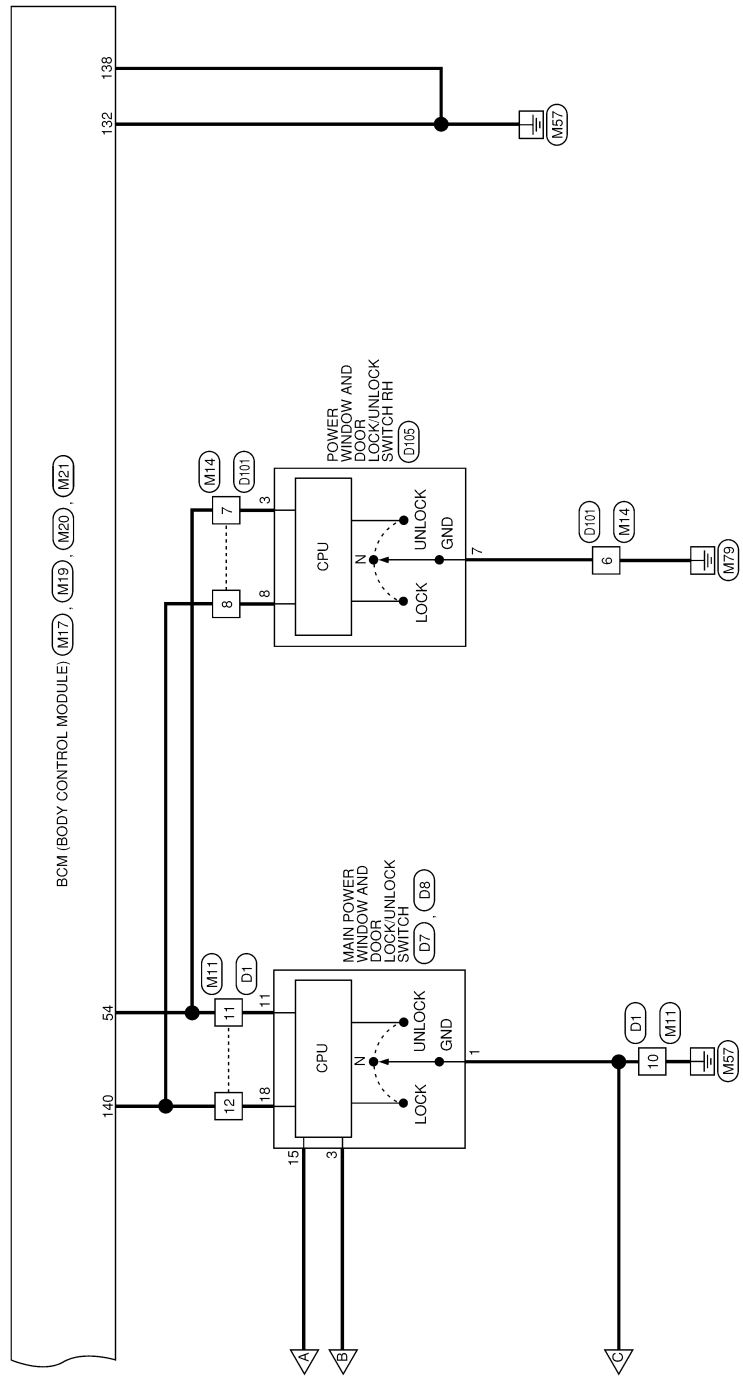 BCM (BODY CONTROL MODULE) M17 , M19 , M20 , M21
140
54
132
138
12
11
M11
D1
8
7
M14
D101
M57
18
11
8
3
MAIN POWER
WINDOW AND
DOOR
LOCK/UNLOCK
SWITCH
D7 , D8
POWER
WINDOW AND
DOOR
LOCK/UNLOCK
SWITCH RH
D105
15
3
CPU
N
LOCK
UNLOCK
GND
1
CPU
N
LOCK
UNLOCK
GND
7
A
B
C
10
D1
M11
M57
6
D101
M14
M79